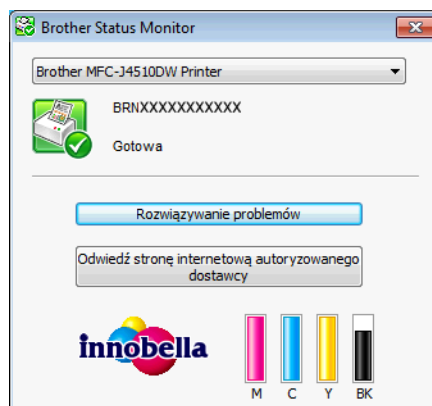 Brother Status Monitor
Brother MFC-J4510DW Printer
BRNXXXXXXXXXXX
Gotowa
Rozwiązywanie problemów
Odwiedź stronę internetową autoryzowanego
dostawcy
innobella
M C Y BK